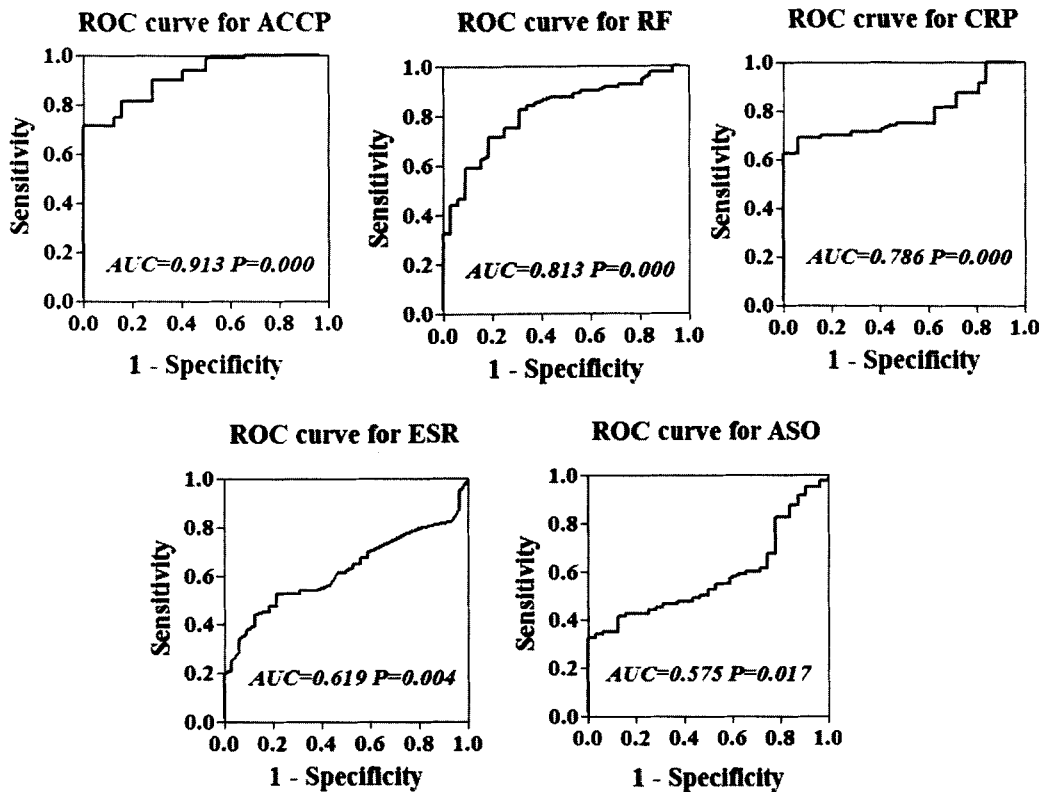 ROC curve for ACCP
Sensitivity
1.0
0.8
0.6
0.4
0.2
0.0
AUC=0.913 P=0.000
0.0 0.2 0.4 0.6 0.8 1.0
1 - Specificity
ROC curve for RF
Sensitivity
1.0
0.8
0.6
0.4
0.2
0.0
AUC=0.813 P=0.000
0.0 0.2 0.4 0.6 0.8 1.0
1 - Specificity
ROC cruve for CRP
Sensitivity
1.0
0.8
0.6
0.4
0.2
0.0
AUC=0.786 P=0.000
0.0 0.2 0.4 0.6 0.8 1.0
1 - Specificity
ROC curve for ESR
Sensitivity
1.0
0.8
0.6
0.4
0.2
0.0
AUC=0.619 P=0.004
0.0 0.2 0.4 0.6 0.8 1.0
1 - Specificity
ROC curve for ASO
Sensitivity
1.0
0.8
0.6
0.4
0.2
0.0
AUC=0.575 P=0.017
0.0 0.2 0.4 0.6 0.8 1.0
1 - Specificity